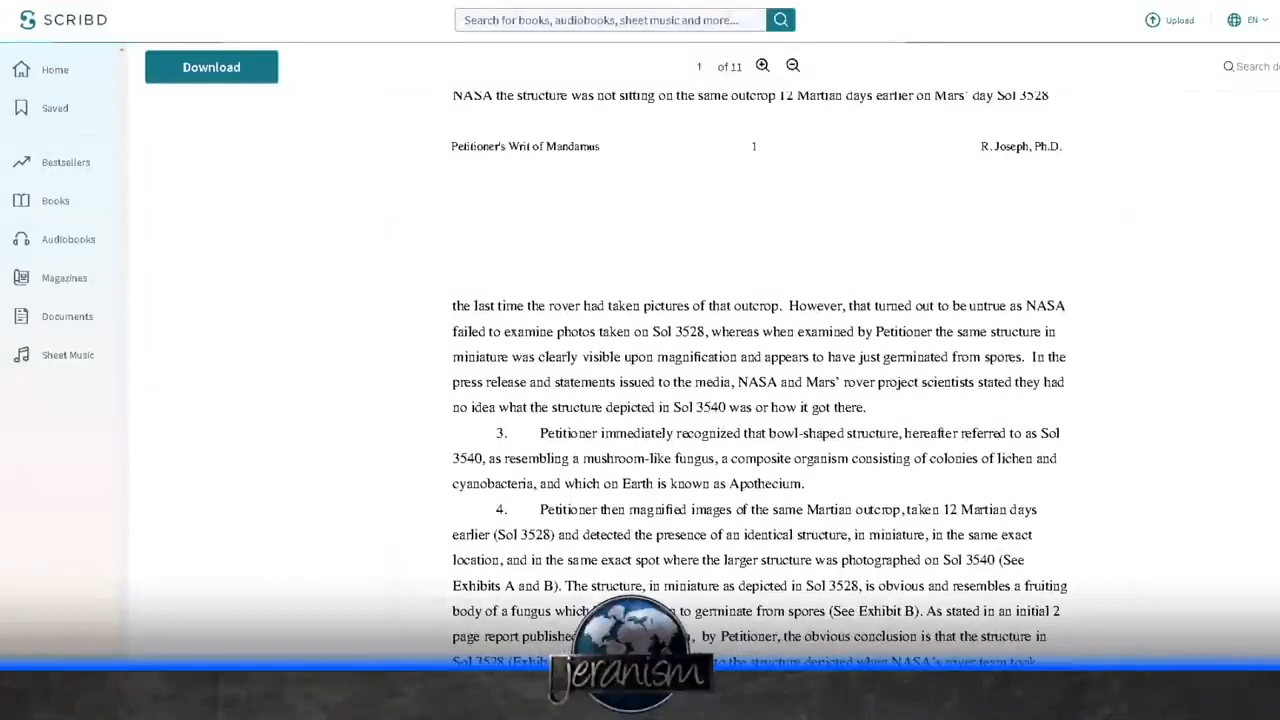 SCRIBD
Search for books, audiobooks, sheet music and more...
Upload
EN
Home
Saved
Bestsellers
Books
Audiobooks
Magazines
Documents
Sheet Music
Download
1 of 11
Search
NASA the structure was not sitting on the same outcrop 12 Martian days earlier on Mars' day Sol 3528
Petitioner's Writ of Mandamus 1 R. Joseph, Ph.D.
the last time the rover had taken pictures of that outcrop. However, that turned out to be untrue as NASA
failed to examine photos taken on Sol 3528, whereas when examined by Petitioner the same structure in
miniature was clearly visible upon magnification and appears to have just germinated from spores. In the
press release and statements issued to the media, NASA and Mars' rover project scientists stated they had
no idea what the structure depicted in Sol 3540 was or how it got there.
3. Petitioner immediately recognized that bowl-shaped structure, hereafter referred to as Sol
3540, as resembling a mushroom-like fungus, a composite organism consisting of colonies of lichen and
cyanobacteria, and which on Earth is known as Apothecium.
4. Petitioner then magnified images of the same Martian outcrop, taken 12 Martian days
earlier (Sol 3528) and detected the presence of an identical structure, in miniature, in the same exact
location, and in the same exact spot where the larger structure was photographed on Sol 3540 (See
Exhibits A and B). The structure, in miniature as depicted in Sol 3528, is obvious and resembles a fruiting
body of a fungus which to germinate from spores (See Exhibit B). As stated in an initial 2
page report published by Petitioner, the obvious conclusion is that the structure in
Sol 3528 to the structure depicted when NASA's rover team took
jeranism